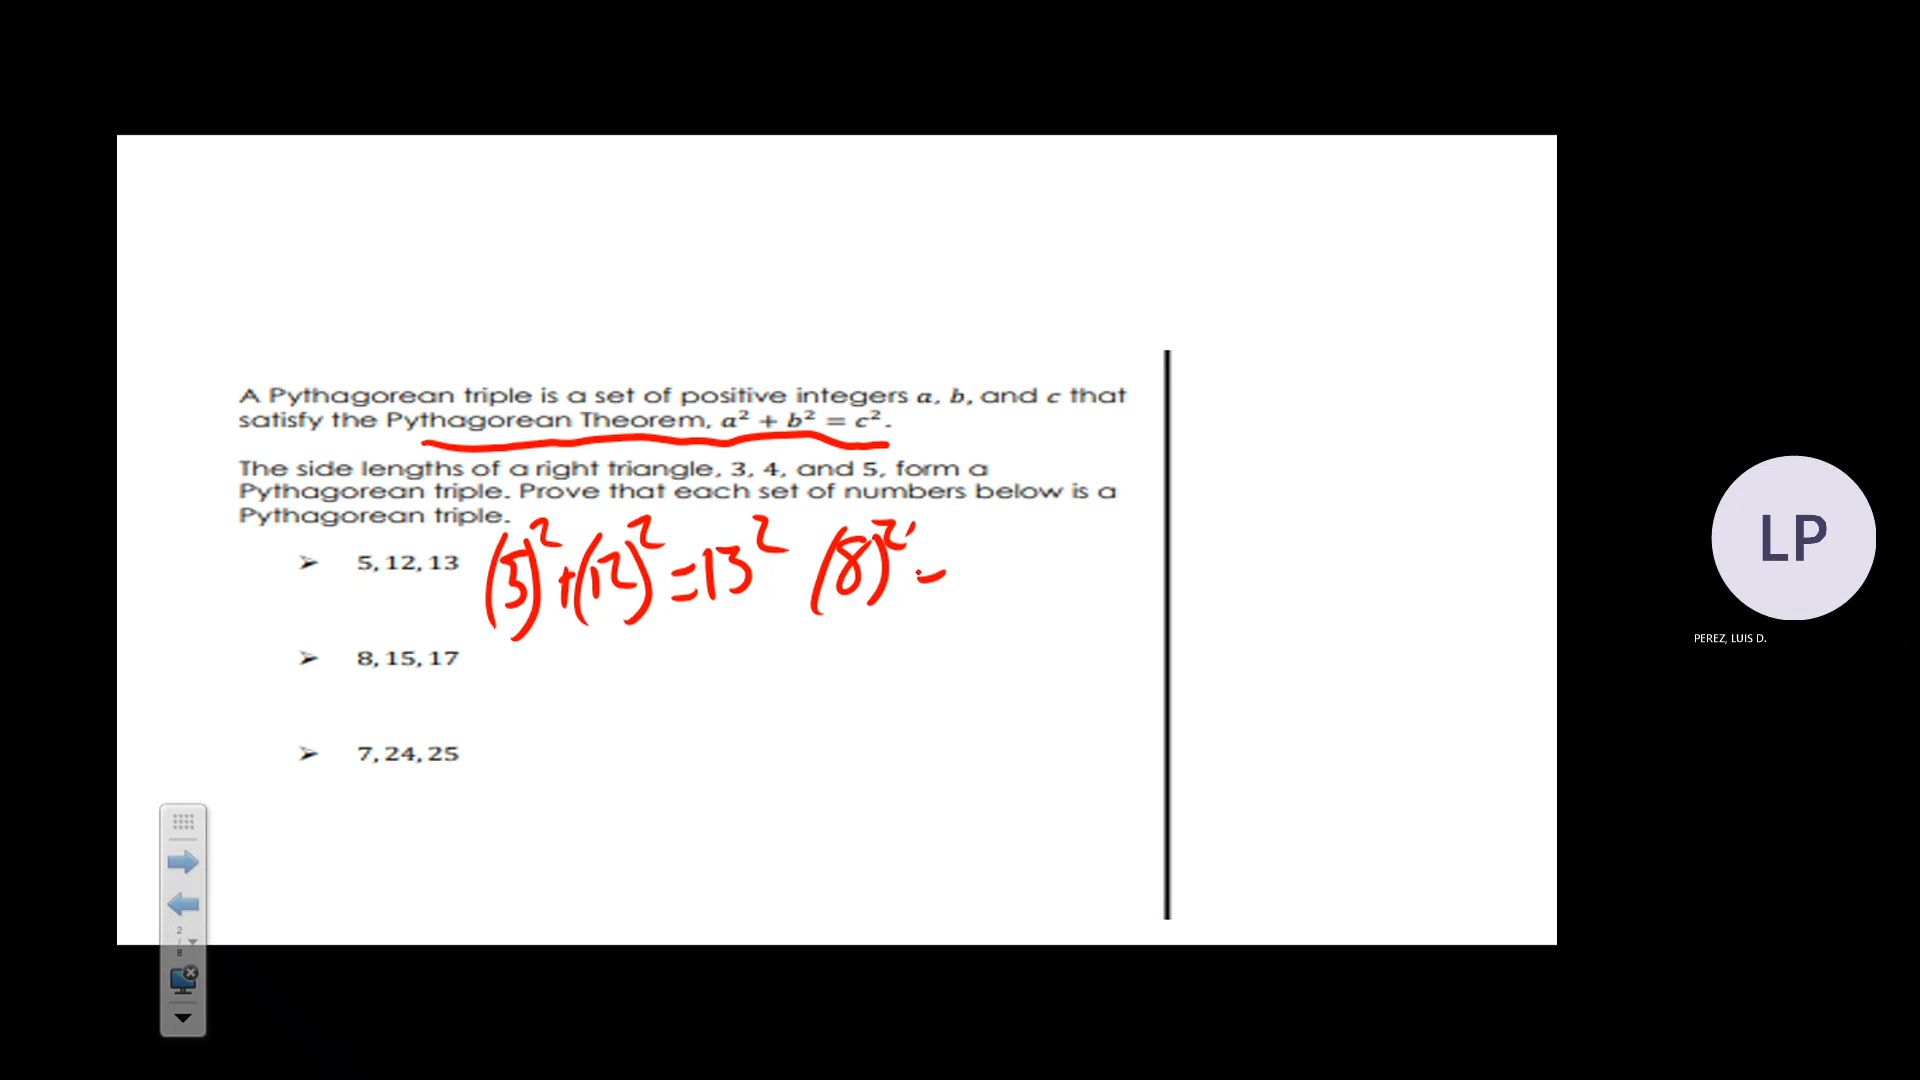 A Pythagorean triple is a set of positive integers a, b, and c that
satisfy the Pythagorean Theorem, a² + b² = c².
The side lengths of a right triangle, 3, 4, and 5, form a
Pythagorean triple. Prove that each set of numbers below is a
Pythagorean triple.
➢ 5, 12, 13 (5)² + (12)² = 13² (8)²
➢ 8, 15, 17
➢ 7, 24, 25
LP
PEREZ, LUIS D.
2
/
8